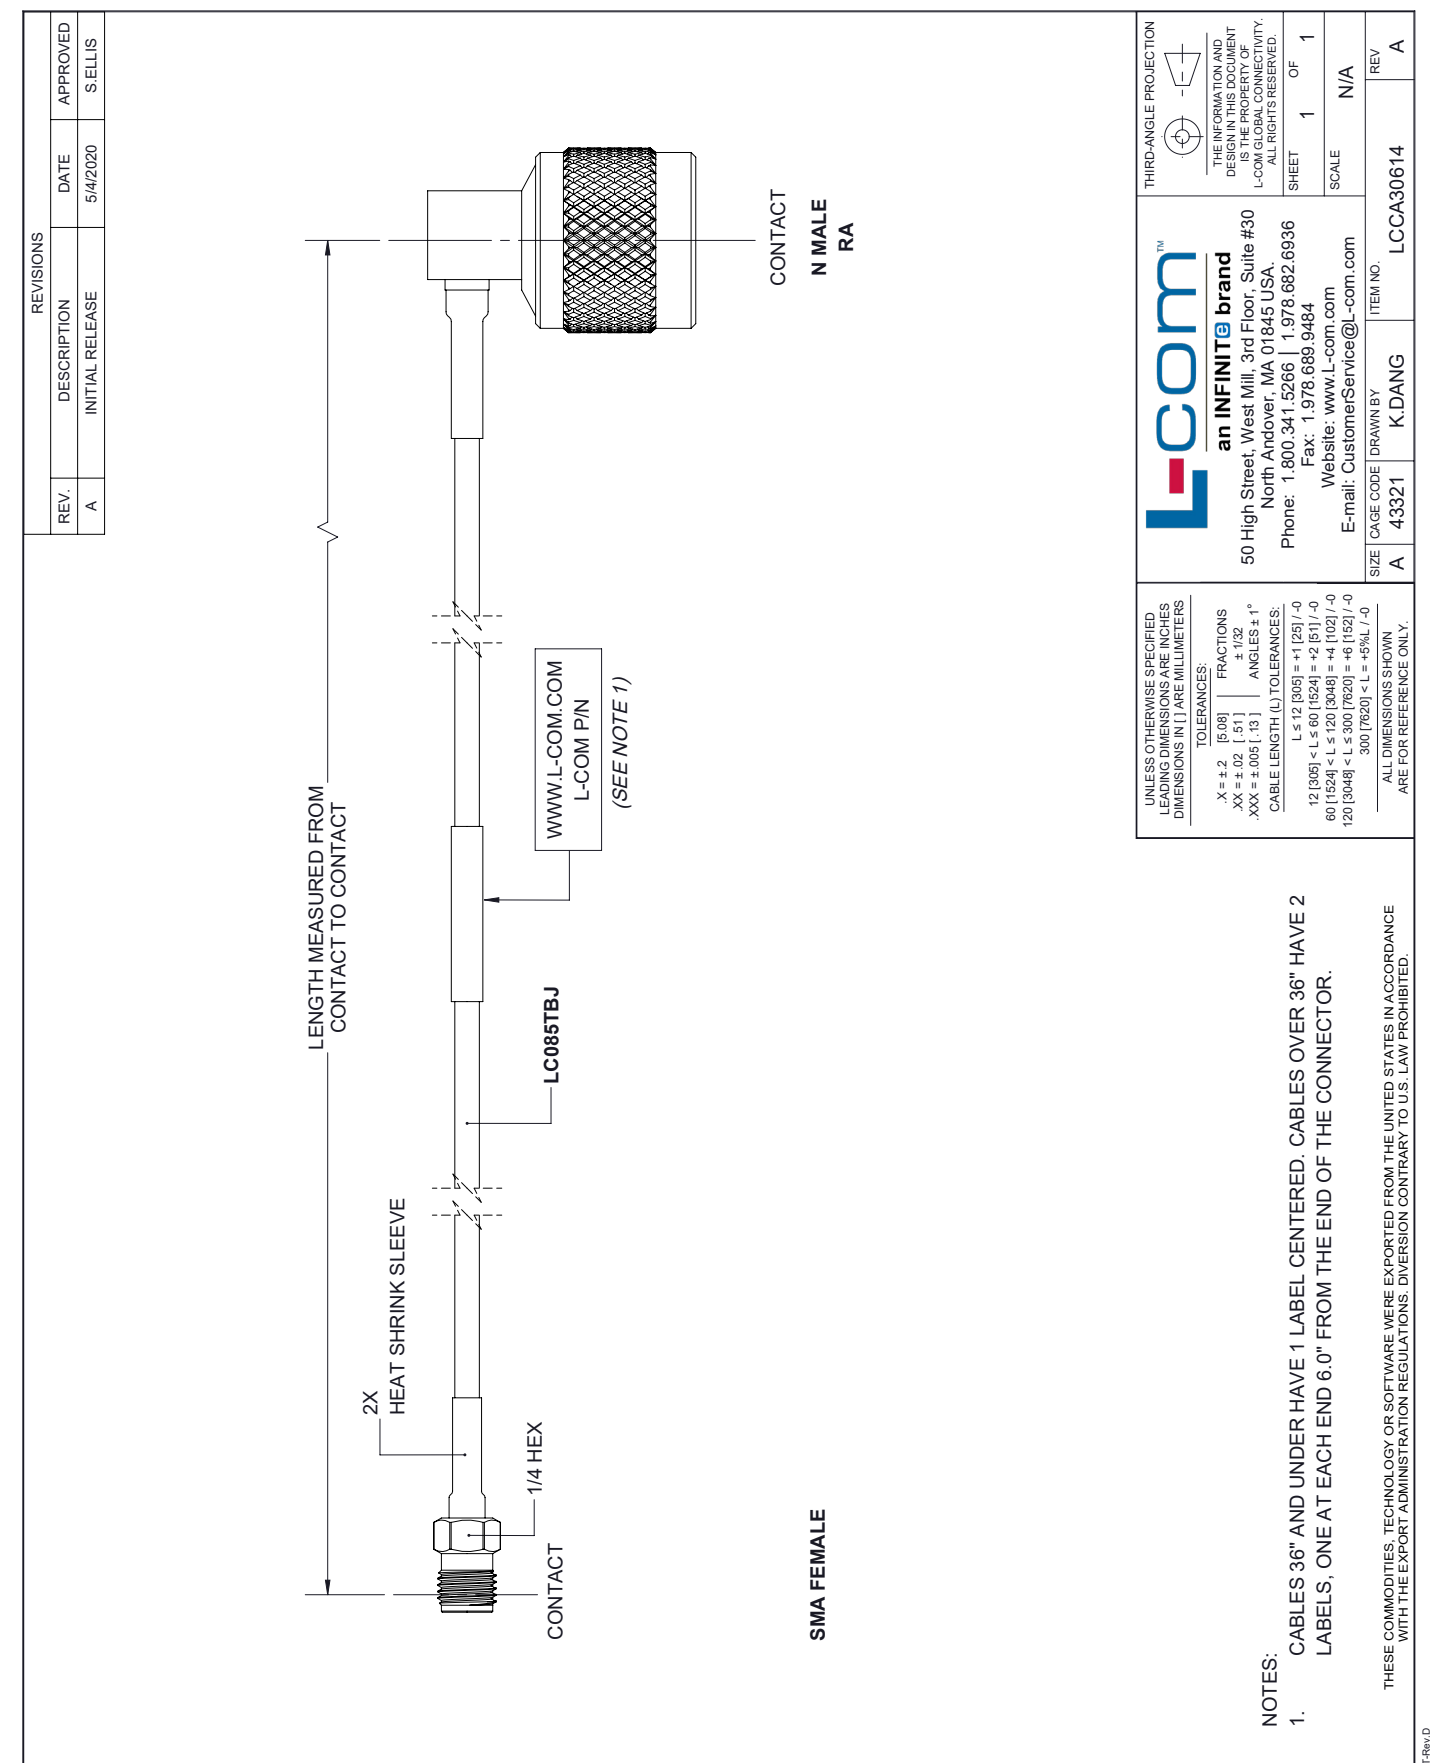 REVISIONS
REV. DESCRIPTION DATE APPROVED
A INITIAL RELEASE 5/4/2020 S.ELLIS
LENGTH MEASURED FROM
CONTACT TO CONTACT
2X
HEAT SHRINK SLEEVE
1/4 HEX
CONTACT
SMA FEMALE
LC085TBJ
WWW.L-COM.COM
L-COM P/N
(SEE NOTE 1)
CONTACT
N MALE
RA
NOTES:
1. CABLES 36" AND UNDER HAVE 1 LABEL CENTERED. CABLES OVER 36" HAVE 2
LABELS, ONE AT EACH END 6.0" FROM THE END OF THE CONNECTOR.
THESE COMMODITIES, TECHNOLOGY OR SOFTWARE WERE EXPORTED FROM THE UNITED STATES IN ACCORDANCE
WITH THE EXPORT ADMINISTRATION REGULATIONS. DIVERSION CONTRARY TO U.S. LAW PROHIBITED.
UNLESS OTHERWISE SPECIFIED
LEADING DIMENSIONS ARE INCHES
DIMENSIONS IN [ ] ARE MILLIMETERS
TOLERANCES:
.X = ±.2 [5.08] FRACTIONS
.XX = ±.02 [.51 ] ± 1/32
.XXX = ±.005 [.13 ] ANGLES ± 1°
CABLE LENGTH (L) TOLERANCES:
L ≤ 12 [305] = +1 [25] / -0
12 [305] < L ≤ 60 [1524] = +2 [51] / -0
60 [1524] < L ≤ 120 [3048] = +4 [102] / -0
120 [3048] < L ≤ 300 [7620] = +6 [152] / -0
300 [7620] < L = +5%L / -0
ALL DIMENSIONS SHOWN
ARE FOR REFERENCE ONLY.
L-com™
an INFINITe brand
50 High Street, West Mill, 3rd Floor, Suite #30
North Andover, MA 01845 USA.
Phone: 1.800.341.5266 | 1.978.682.6936
Fax: 1.978.689.9484
Website: www.L-com.com
E-mail: CustomerService@L-com.com
THIRD-ANGLE PROJECTION
THE INFORMATION AND
DESIGN IN THIS DOCUMENT
IS THE PROPERTY OF
L-COM GLOBAL CONNECTIVITY.
ALL RIGHTS RESERVED.
SHEET 1 OF 1
SCALE N/A
SIZE A
CAGE CODE 43321
DRAWN BY K.DANG
ITEM NO. LCCA30614
REV A
T-Rev.D